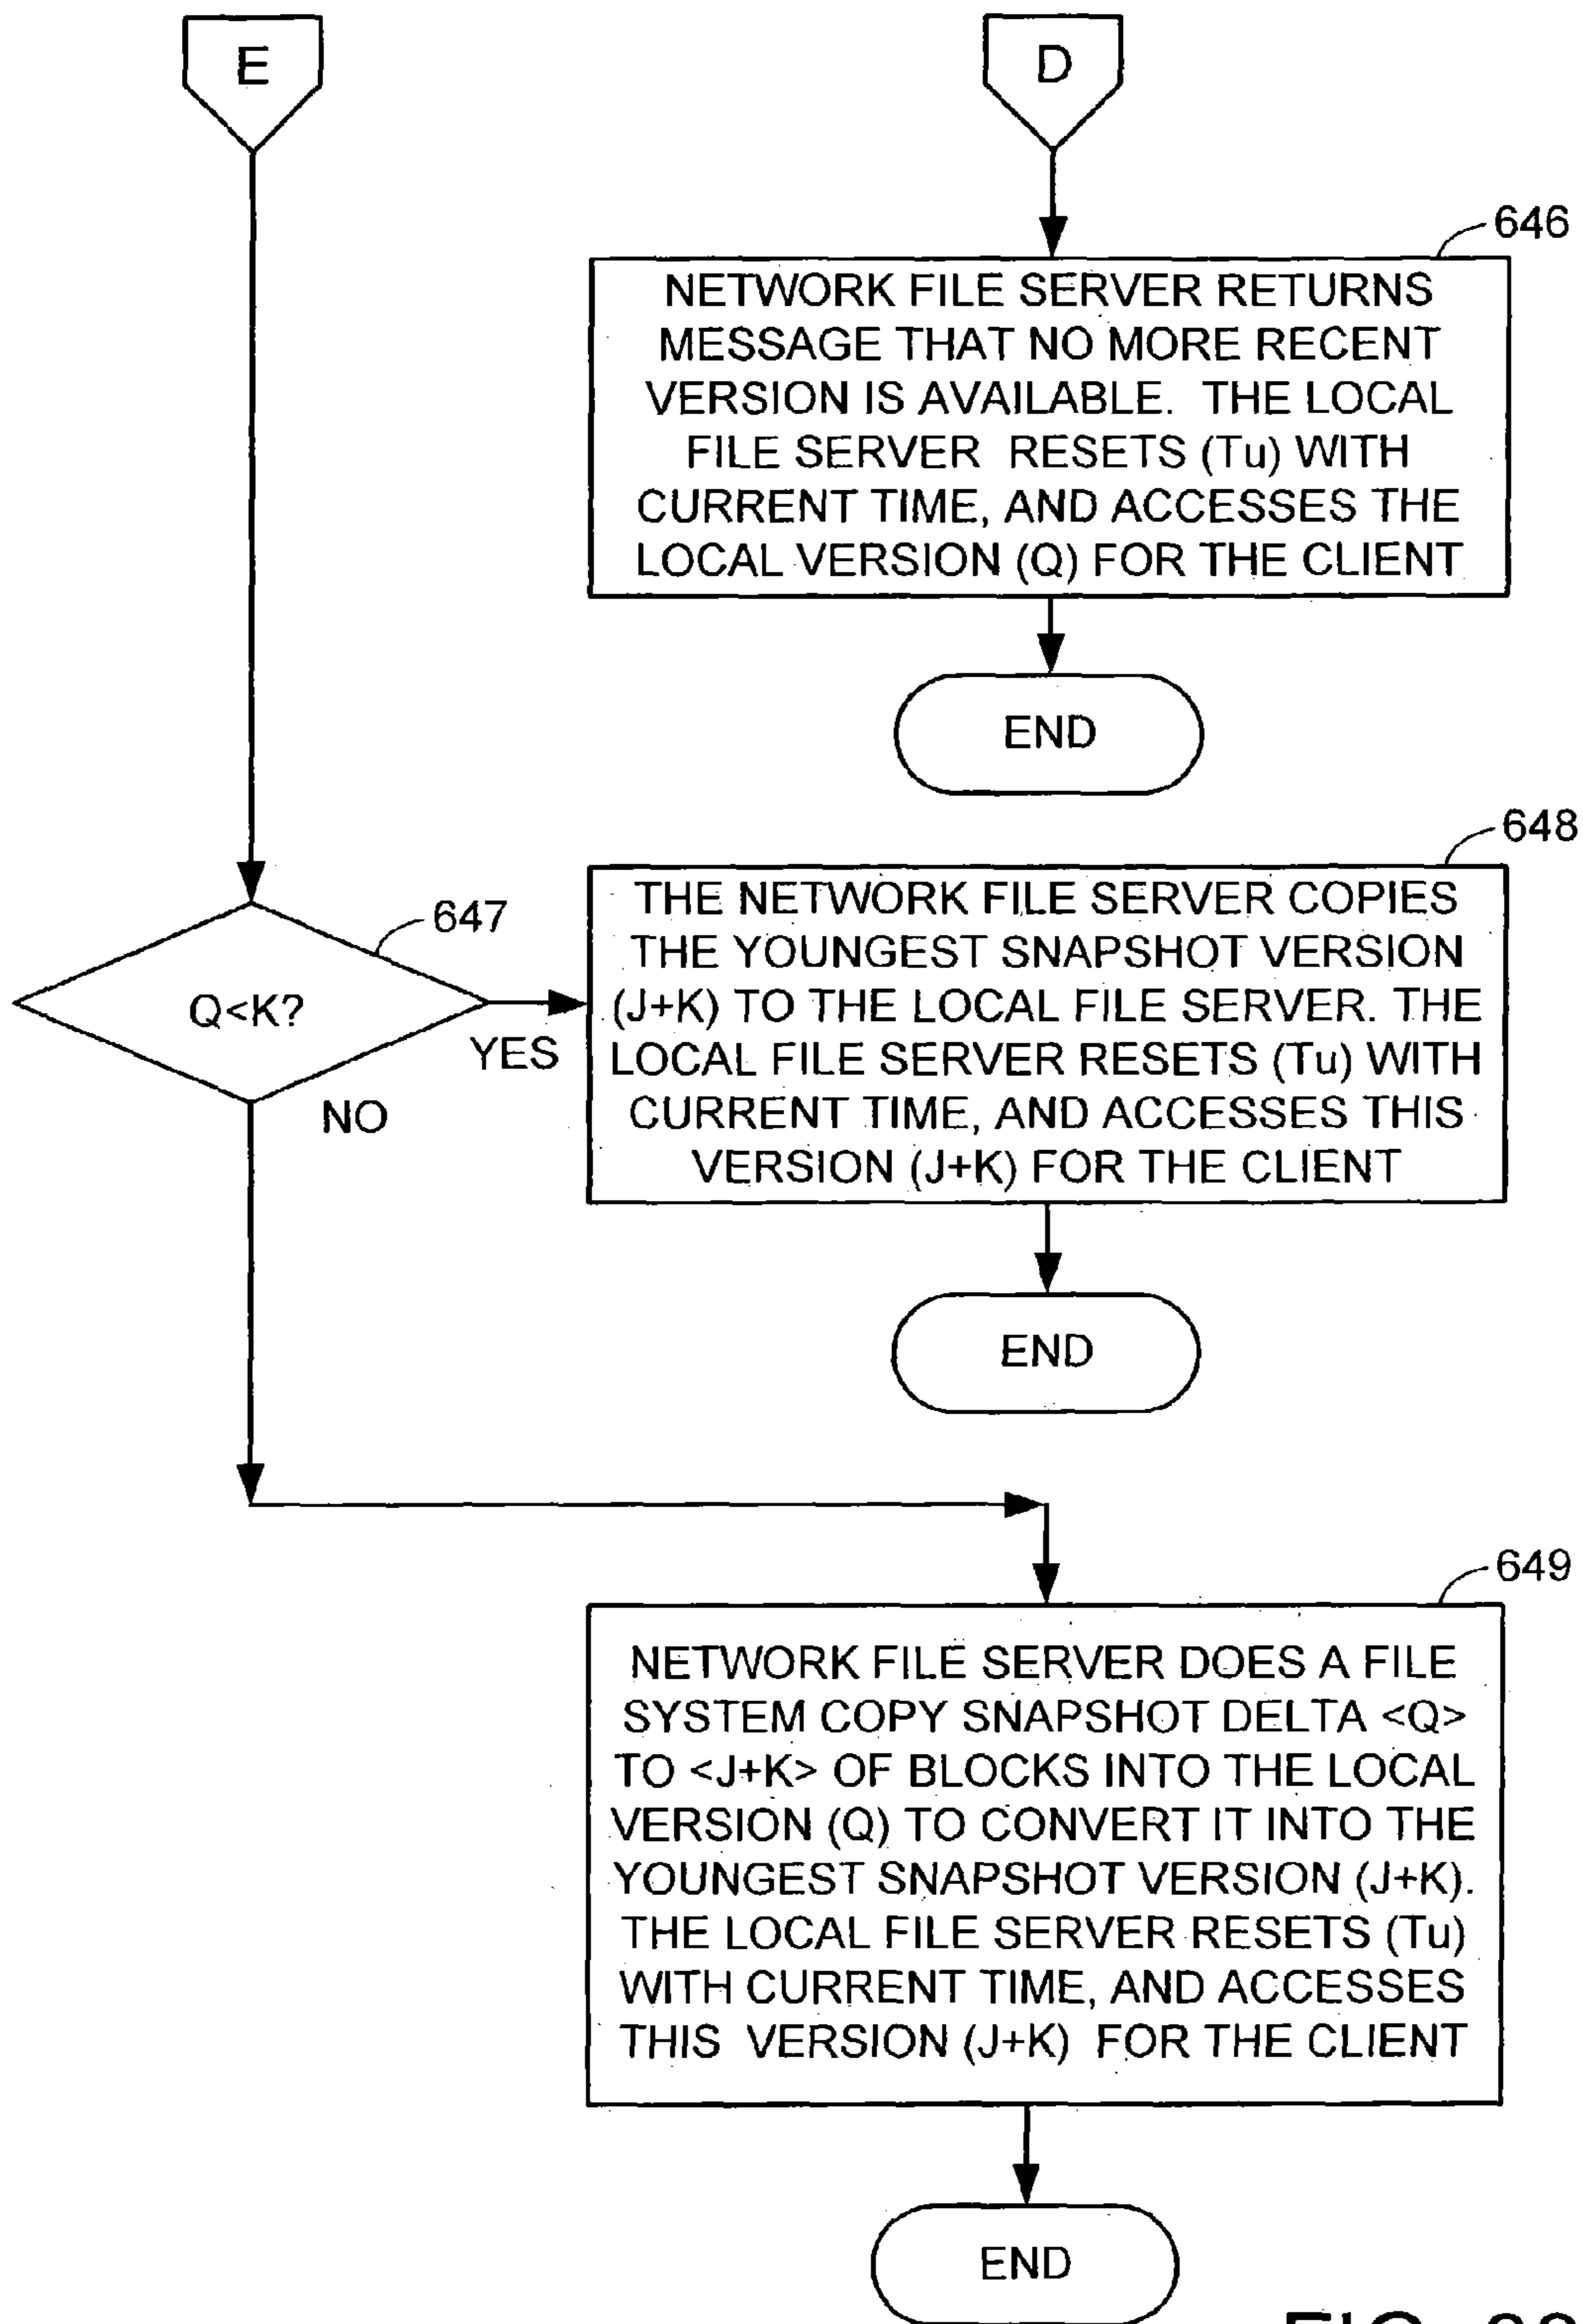 E
D
646
NETWORK FILE SERVER RETURNS
MESSAGE THAT NO MORE RECENT
VERSION IS AVAILABLE. THE LOCAL
FILE SERVER RESETS (Tu) WITH
CURRENT TIME, AND ACCESSES THE
LOCAL VERSION (Q) FOR THE CLIENT
END
648
THE NETWORK FILE SERVER COPIES
THE YOUNGEST SNAPSHOT VERSION
(J+K) TO THE LOCAL FILE SERVER. THE
LOCAL FILE SERVER RESETS (Tu) WITH
CURRENT TIME, AND ACCESSES THIS
VERSION (J+K) FOR THE CLIENT
647
Q<K?
YES
NO
END
649
NETWORK FILE SERVER DOES A FILE
SYSTEM COPY SNAPSHOT DELTA <Q>
TO <J+K> OF BLOCKS INTO THE LOCAL
VERSION (Q) TO CONVERT IT INTO THE
YOUNGEST SNAPSHOT VERSION (J+K).
THE LOCAL FILE SERVER RESETS (Tu)
WITH CURRENT TIME, AND ACCESSES
THIS VERSION (J+K) FOR THE CLIENT
END